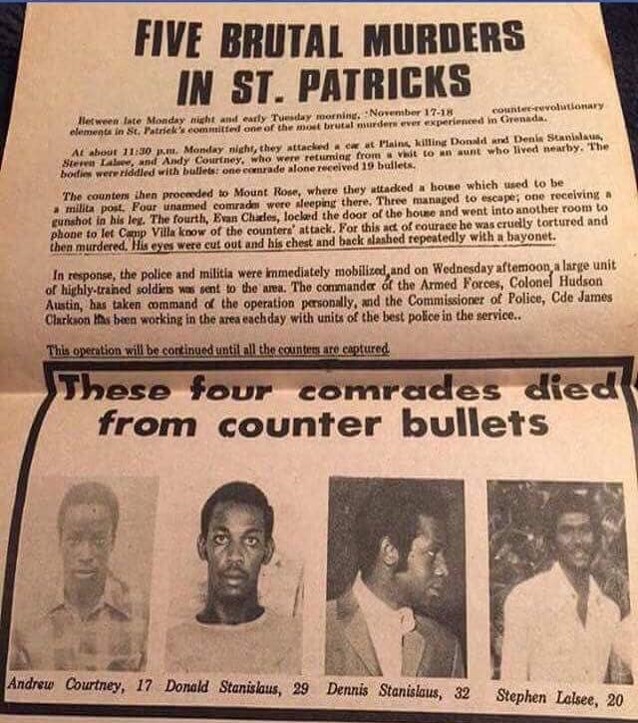 FIVE BRUTAL MURDERS
IN ST. PATRICKS
Between late Monday night and early Tuesday morning, November 17-18 counter-revolutionary
elements in St. Patrick's committed one of the most brutal murders ever experienced in Grenada.
At about 11:30 p.m. Monday night, they attacked a car at Plains, killing Donald and Denis Stanislaus,
Steven Lalsee, and Andy Courtney, who were returning from a visit to an aunt who lived nearby. The
bodies were riddled with bullets: one comrade alone received 19 bullets.
The counters then proceeded to Mount Rose, where they attacked a house which used to be
a milita post. Four unarmed comrades were sleeping there. Three managed to escape; one receiving a
gunshot in his leg. The fourth, Evan Charles, locked the door of the house and went into another room to
phone to let Camp Villa know of the counters' attack. For this act of courage he was cruelly tortured and
then murdered. His eyes were cut out and his chest and back slashed repeatedly with a bayonet.
In response, the police and militia were immediately mobilized, and on Wednesday afternoon, a large unit
of highly-trained soldiers was sent to the area. The commander of the Armed Forces, Colonel Hudson
Austin, has taken command of the operation personally, and the Commissioner of Police, Cde James
Clarkson has been working in the area each day with units of the best police in the service..
This operation will be continued until all the counters are captured
These four comrades died
from counter bullets
Andrew Courtney, 17 Donald Stanislaus, 29 Dennis Stanislaus, 32 Stephen Lalsee, 20